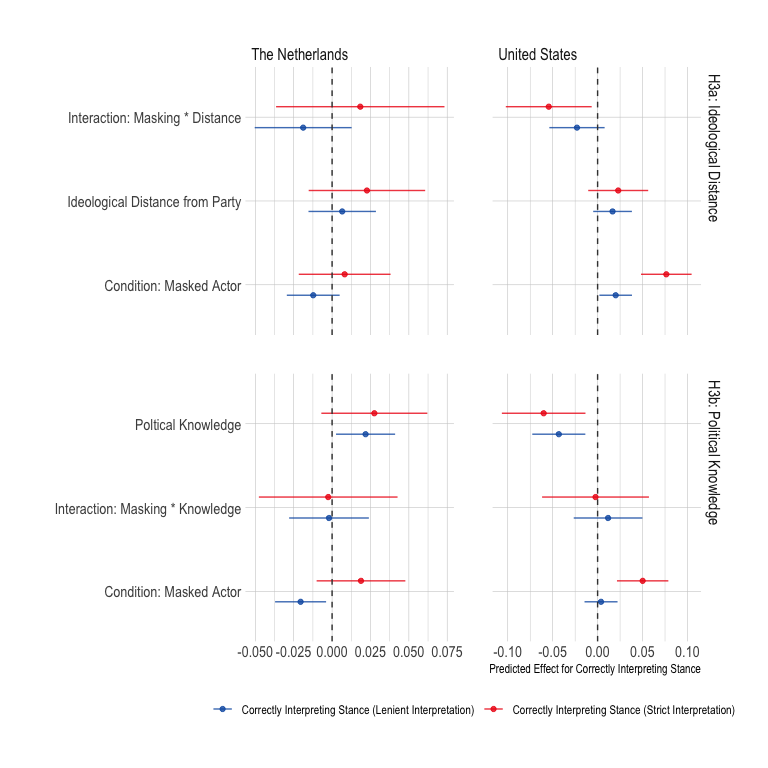 The Netherlands
United States
H3a: Ideological Distance
Interaction: Masking * Distance
Ideological Distance from Party
Condition: Masked Actor
H3b: Political Knowledge
Poltical Knowledge
Interaction: Masking * Knowledge
Condition: Masked Actor
-0.050 -0.025 0.000 0.025 0.050 0.075
-0.10 -0.05 0.00 0.05 0.10
Predicted Effect for Correctly Interpreting Stance
Correctly Interpreting Stance (Lenient Interpretation) Correctly Interpreting Stance (Strict Interpretation)